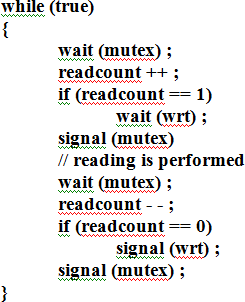 while (true)
{
wait (mutex) ;
readcount ++ ;
if (readcount == 1)
wait (wrt) ;
signal (mutex)
// reading is performed
wait (mutex) ;
readcount - - ;
if (readcount == 0)
signal (wrt) ;
signal (mutex) ;
}